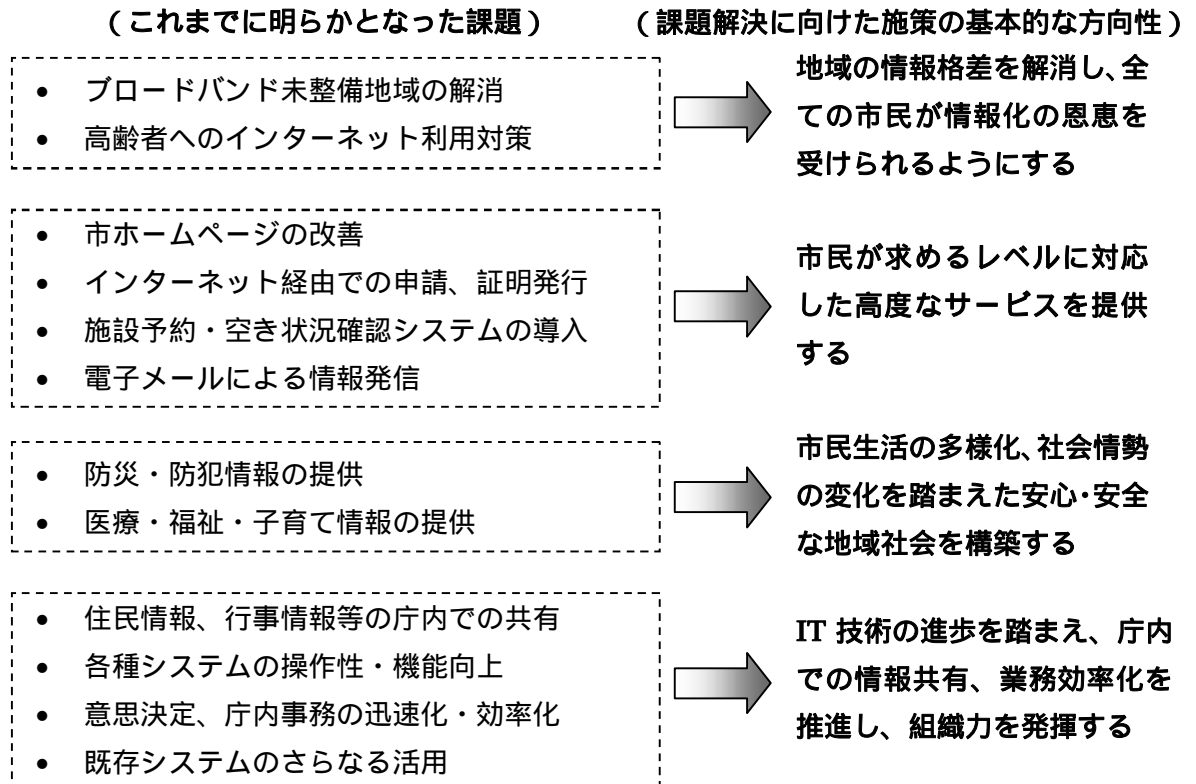 （これまでに明らかとなった課題）
（課題解決に向けた施策の基本的な方向性）
• ブロードバンド未整備地域の解消
• 高齢者へのインターネット利用対策
地域の情報格差を解消し、全
ての市民が情報化の恩恵を
受けられるようにする
• 市ホームページの改善
• インターネット経由での申請、証明発行
• 施設予約・空き状況確認システムの導入
• 電子メールによる情報発信
市民が求めるレベルに対応
した高度なサービスを提供
する
• 防災・防犯情報の提供
• 医療・福祉・子育て情報の提供
市民生活の多様化、社会情勢
の変化を踏まえた安心・安全
な地域社会を構築する
• 住民情報、行事情報等の庁内での共有
• 各種システムの操作性・機能向上
• 意思決定、庁内事務の迅速化・効率化
• 既存システムのさらなる活用
IT 技術の進歩を踏まえ、庁内
での情報共有、業務効率化を
推進し、組織力を発揮する